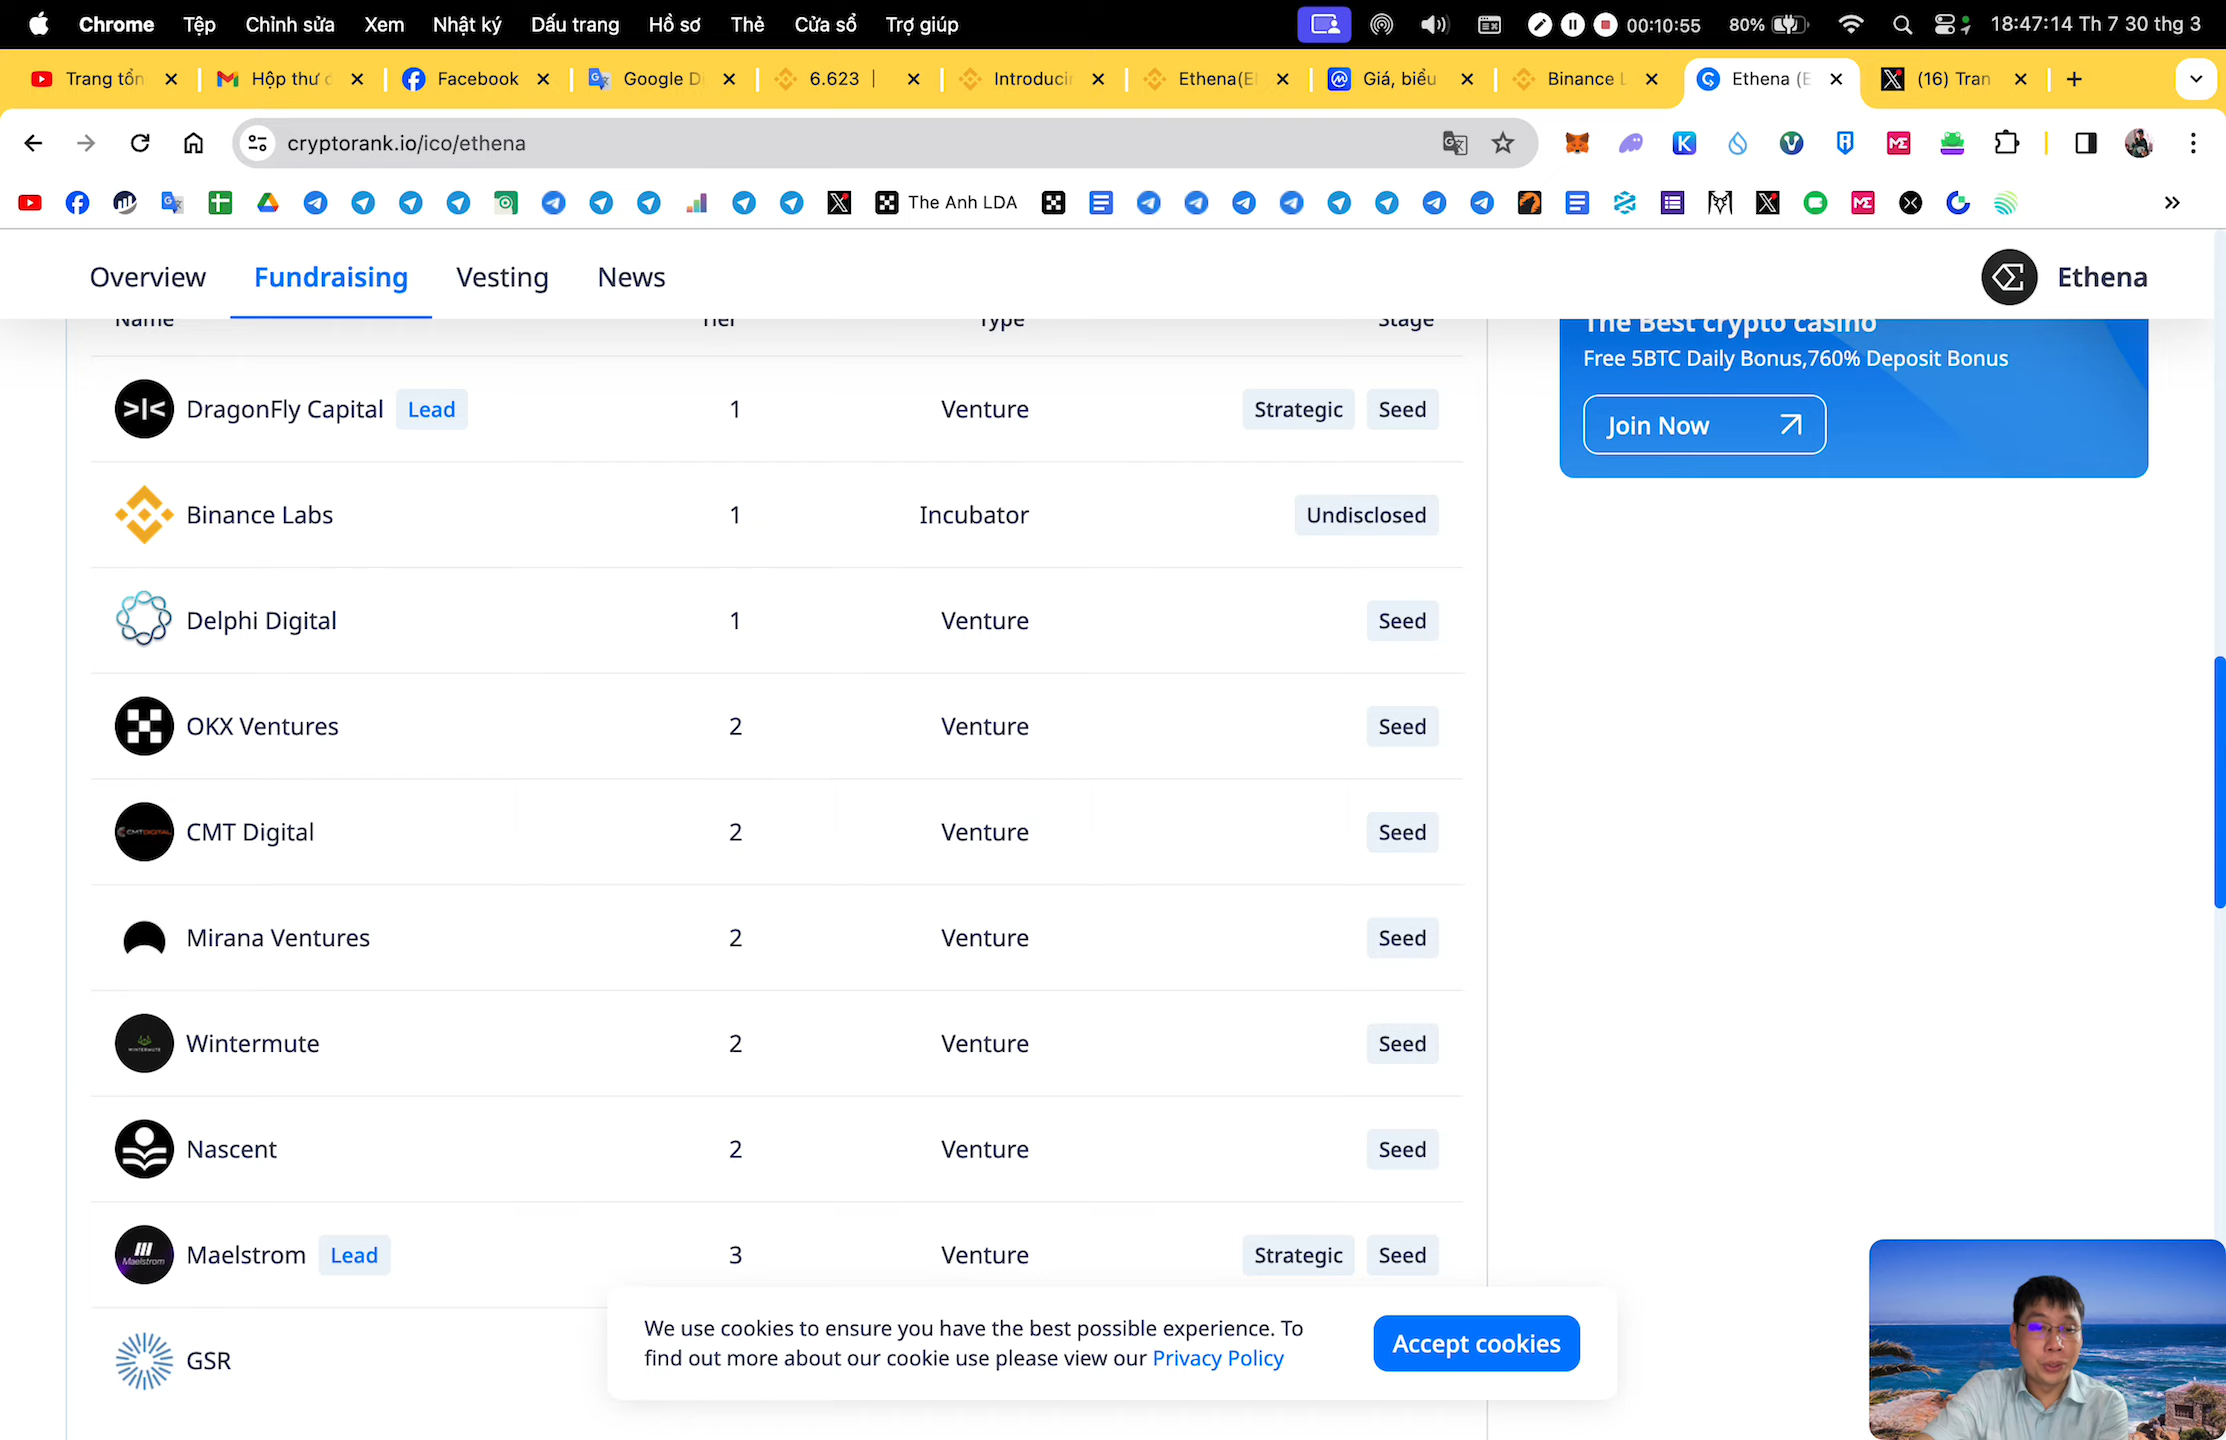 Chrome Tệp Chỉnh sửa Xem Nhật ký Dấu trang Hồ sơ Thẻ Cửa sổ Trợ giúp 00:10:55 80% 18:47:14 Th 7 30 thg 3
Trang tổn Hộp thư Facebook Google D 6.623 | Introducin Ethena(E Giá, biểu Binance L Ethena (E (16) Tran
cryptorank.io/ico/ethena
The Anh LDA
Overview Fundraising Vesting News Ethena
Name Tier Type Stage
The Best crypto casino
Free 5BTC Daily Bonus,760% Deposit Bonus
Join Now
DragonFly Capital Lead 1 Venture Strategic Seed
Binance Labs 1 Incubator Undisclosed
Delphi Digital 1 Venture Seed
OKX Ventures 2 Venture Seed
CMT Digital 2 Venture Seed
Mirana Ventures 2 Venture Seed
Wintermute 2 Venture Seed
Nascent 2 Venture Seed
Maelstrom Lead 3 Venture Strategic Seed
GSR
We use cookies to ensure you have the best possible experience. To
find out more about our cookie use please view our Privacy Policy
Accept cookies